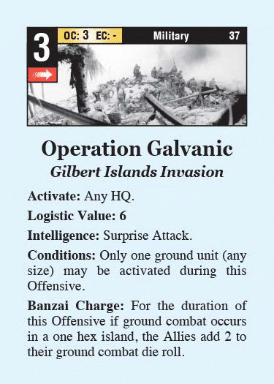 3 OC: 3 EC: - Military 37
Operation Galvanic
Gilbert Islands Invasion
Activate: Any HQ.
Logistic Value: 6
Intelligence: Surprise Attack.
Conditions: Only one ground unit (any
size) may be activated during this
Offensive.
Banzai Charge: For the duration of
this Offensive if ground combat occurs
in a one hex island, the Allies add 2 to
their ground combat die roll.